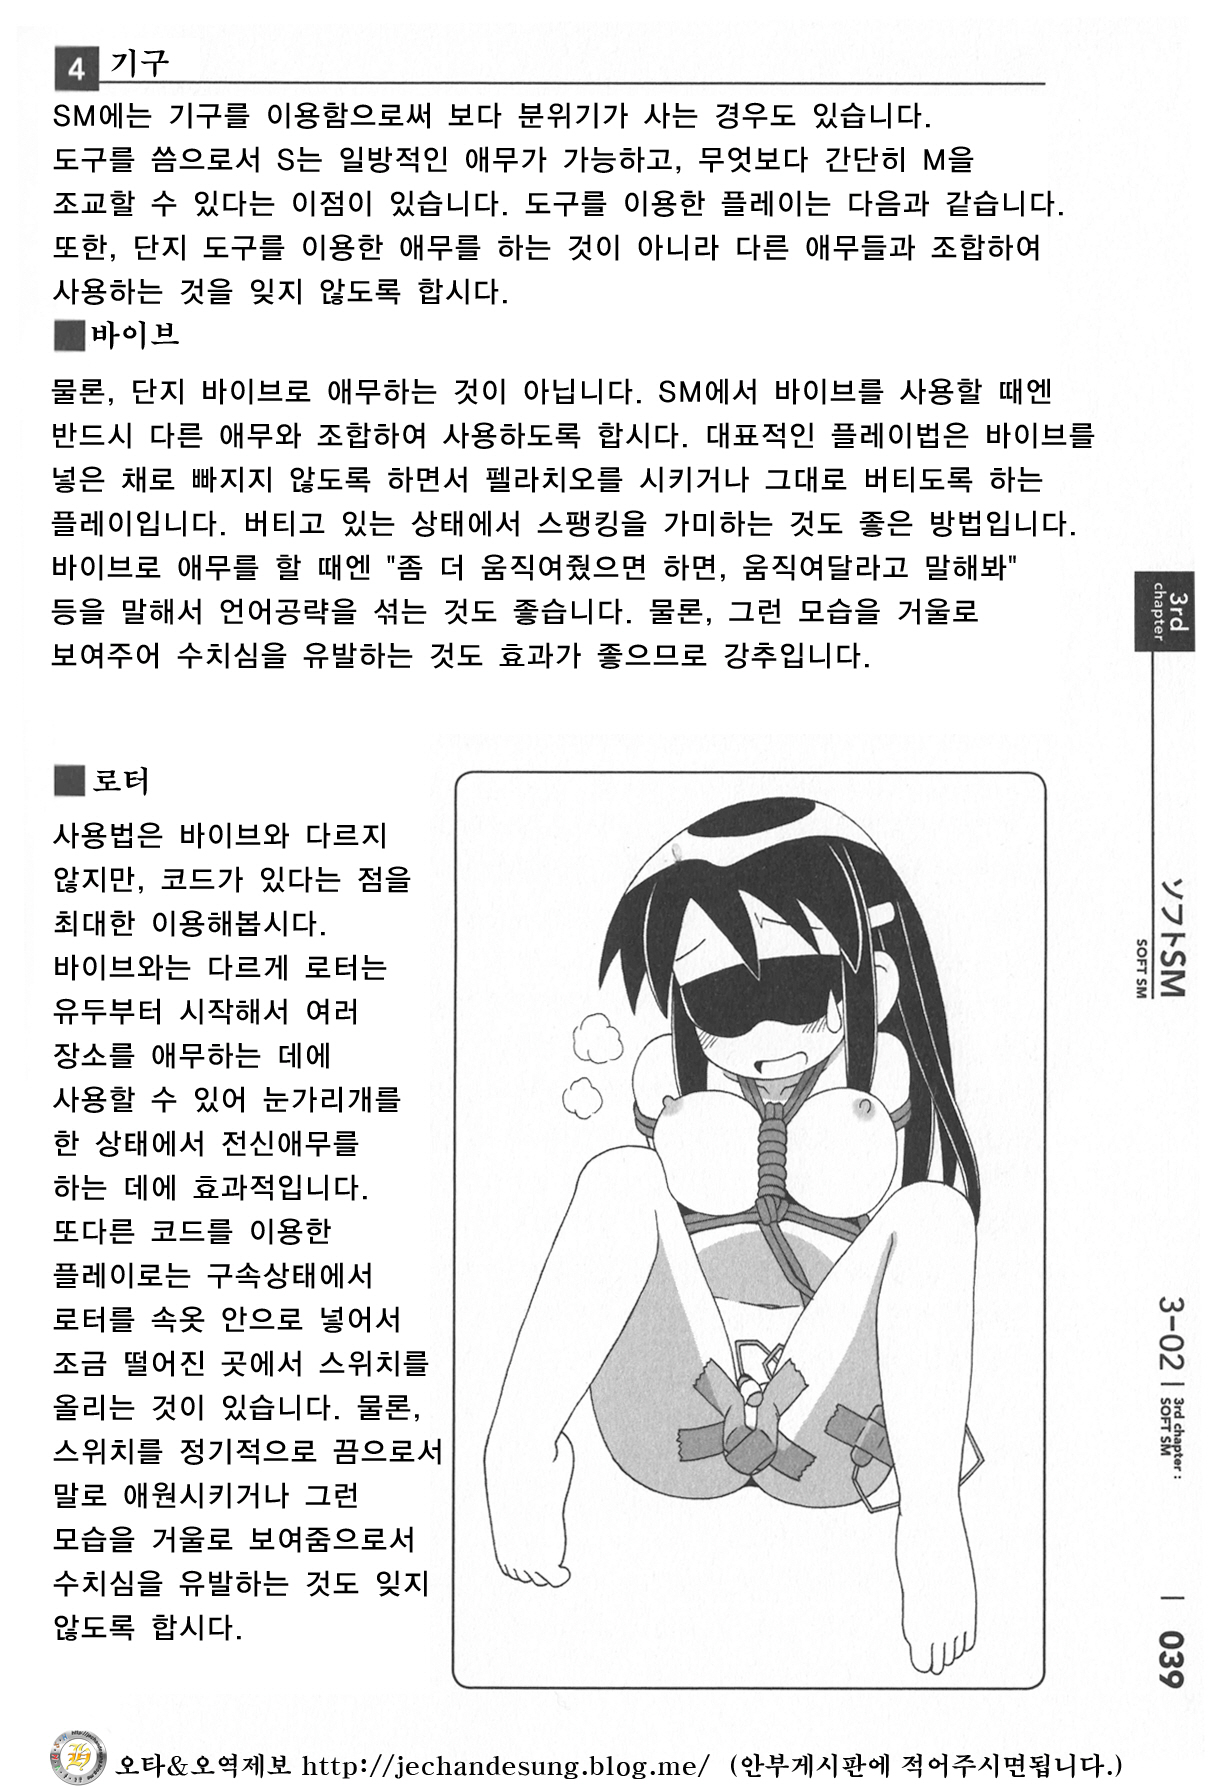 4 기구
SM에는 기구를 이용함으로써 보다 분위기가 사는 경우도 있습니다.
도구를 씀으로서 S는 일방적인 애무가 가능하고, 무엇보다 간단히 M을
조교할 수 있다는 이점이 있습니다. 도구를 이용한 플레이는 다음과 같습니다.
또한, 단지 도구를 이용한 애무를 하는 것이 아니라 다른 애무들과 조합하여
사용하는 것을 잊지 않도록 합시다.
■바이브
물론, 단지 바이브로 애무하는 것이 아닙니다. SM에서 바이브를 사용할 때엔
반드시 다른 애무와 조합하여 사용하도록 합시다. 대표적인 플레이법은 바이브를
넣은 채로 빠지지 않도록 하면서 펠라치오를 시키거나 그대로 버티도록 하는
플레이입니다. 버티고 있는 상태에서 스팽킹을 가미하는 것도 좋은 방법입니다.
바이브로 애무를 할 때엔 "좀 더 움직여줬으면 하면, 움직여달라고 말해봐"
등을 말해서 언어공략을 섞는 것도 좋습니다. 물론, 그런 모습을 거울로
보여주어 수치심을 유발하는 것도 효과가 좋으므로 강추입니다.
■로터
사용법은 바이브와 다르지
않지만, 코드가 있다는 점을
최대한 이용해봅시다.
바이브와는 다르게 로터는
유두부터 시작해서 여러
장소를 애무하는 데에
사용할 수 있어 눈가리개를
한 상태에서 전신애무를
하는 데에 효과적입니다.
또다른 코드를 이용한
플레이로는 구속상태에서
로터를 속옷 안으로 넣어서
조금 떨어진 곳에서 스위치를
올리는 것이 있습니다. 물론,
스위치를 정기적으로 끔으로서
말로 애원시키거나 그런
모습을 거울로 보여줌으로서
수치심을 유발하는 것도 잊지
않도록 합시다.
3rd
chapter
ソフトSM
SOFT SM
3-02
3rd chapter :
SOFT SM
039
오타&오역제보 http://jechandesung.blog.me/ (안부게시판에 적어주시면됩니다.)